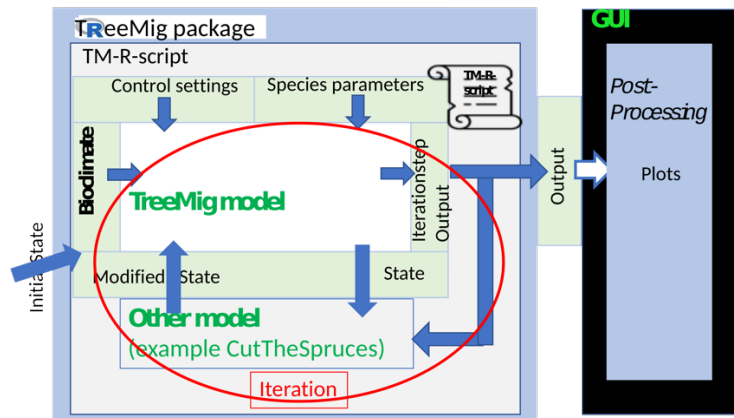 TReeMig package
GUI
TM-R-script
Control settings
Species parameters
TM-R-
script
Post-
Processing
Bioclimate
TreeMig model
Iterationstep
Output
Output
Plots
Initial State
Modified State
State
Other model
(example CutTheSpruces)
Iteration